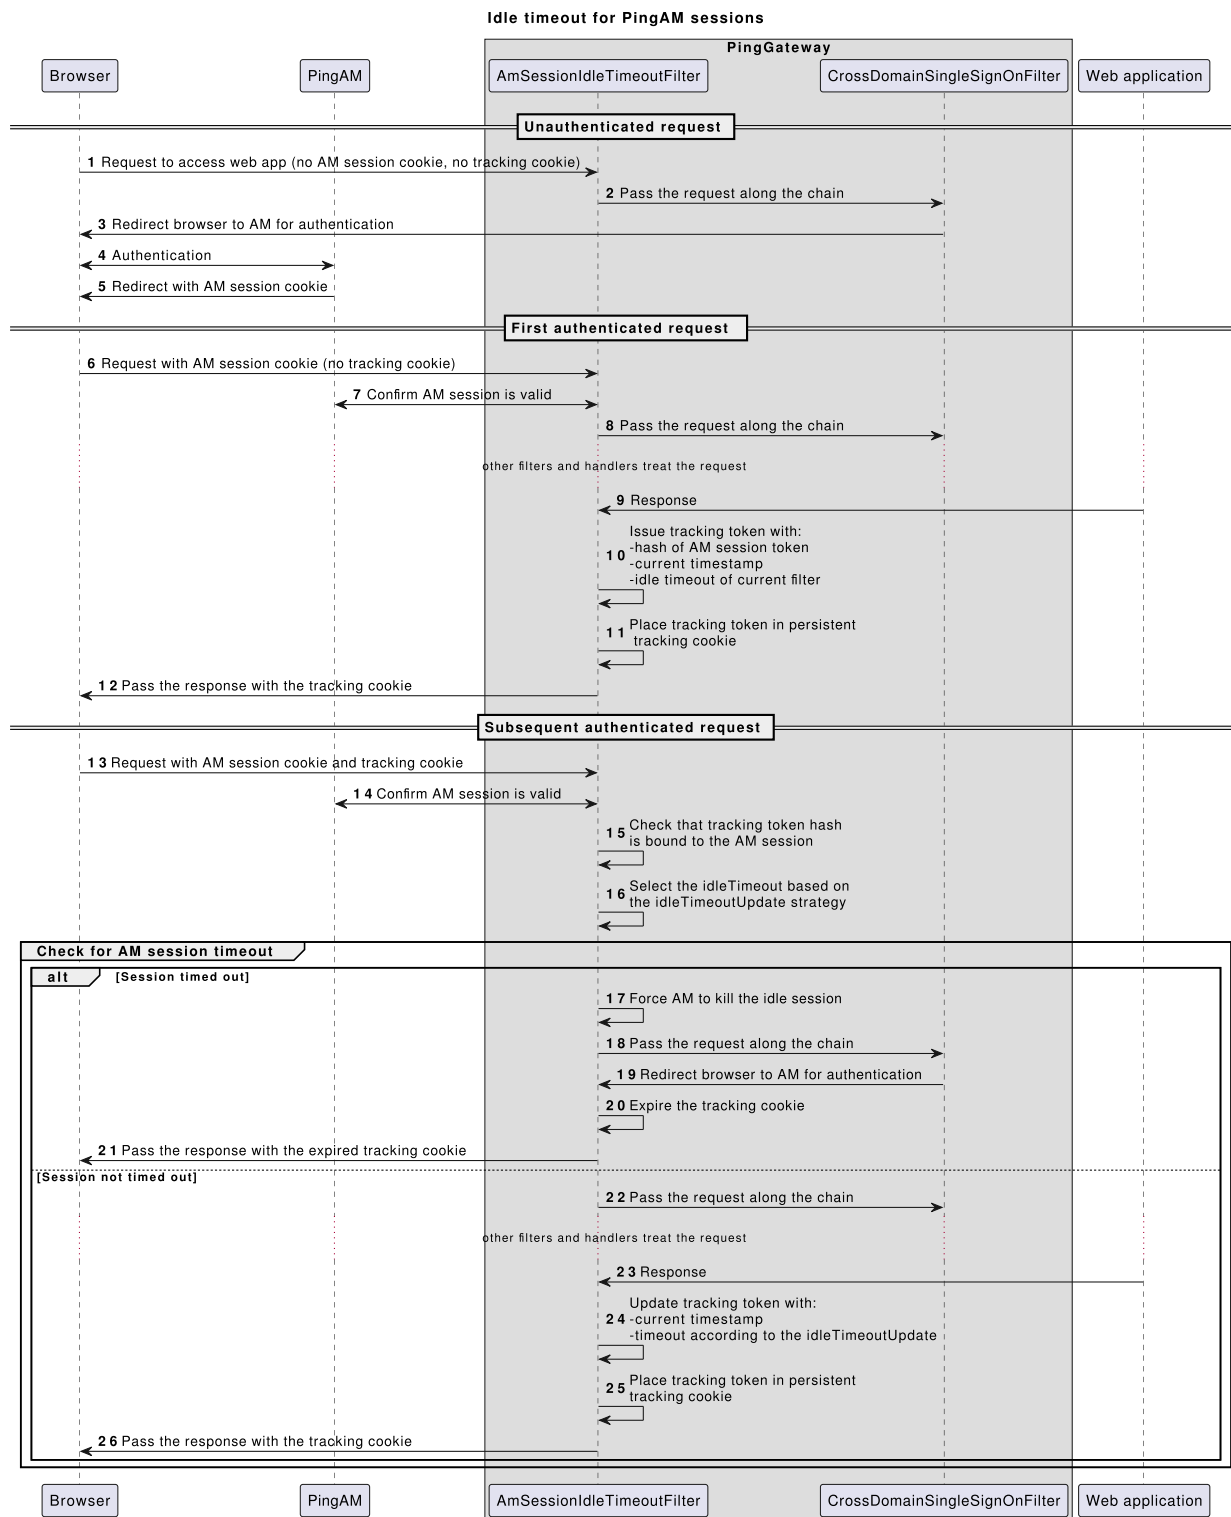 Idle timeout for PingAM sessions
PingGateway
Browser
PingAM
AmSessionIdleTimeoutFilter
CrossDomainSingleSignOnFilter
Web application
Unauthenticated request
1 Request to access web app (no AM session cookie, no tracking cookie)
2 Pass the request along the chain
3 Redirect browser to AM for authentication
4 Authentication
5 Redirect with AM session cookie
First authenticated request
6 Request with AM session cookie (no tracking cookie)
7 Confirm AM session is valid
8 Pass the request along the chain
other filters and handlers treat the request
9 Response
Issue tracking token with:
10 -hash of AM session token
-current timestamp
-idle timeout of current filter
11 Place tracking token in persistent
tracking cookie
12 Pass the response with the tracking cookie
Subsequent authenticated request
13 Request with AM session cookie and tracking cookie
14 Confirm AM session is valid
15 Check that tracking token hash
is bound to the AM session
16 Select the idleTimeout based on
the idleTimeoutUpdate strategy
Check for AM session timeout
alt [Session timed out]
17 Force AM to kill the idle session
18 Pass the request along the chain
19 Redirect browser to AM for authentication
20 Expire the tracking cookie
21 Pass the response with the expired tracking cookie
[Session not timed out]
22 Pass the request along the chain
other filters and handlers treat the request
23 Response
Update tracking token with:
24 -current timestamp
-timeout according to the idleTimeoutUpdate
25 Place tracking token in persistent
tracking cookie
26 Pass the response with the tracking cookie
Browser
PingAM
AmSessionIdleTimeoutFilter
CrossDomainSingleSignOnFilter
Web application